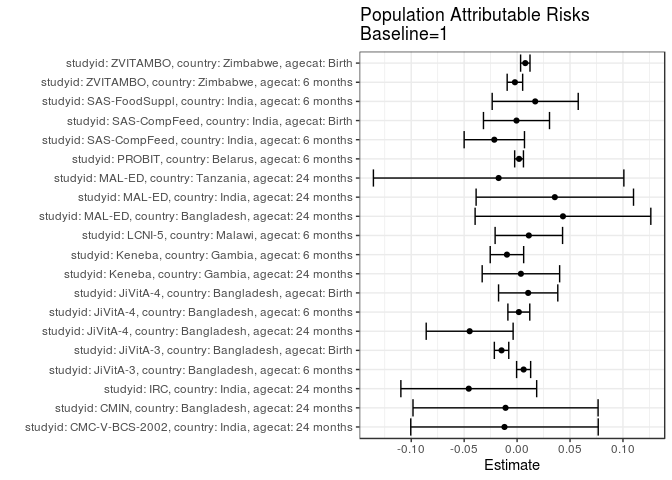 Population Attributable Risks
Baseline=1
studyid: ZVITAMBO, country: Zimbabwe, agecat: Birth
studyid: ZVITAMBO, country: Zimbabwe, agecat: 6 months
studyid: SAS-FoodSuppl, country: India, agecat: 6 months
studyid: SAS-CompFeed, country: India, agecat: Birth
studyid: SAS-CompFeed, country: India, agecat: 6 months
studyid: PROBIT, country: Belarus, agecat: 6 months
studyid: MAL-ED, country: Tanzania, agecat: 24 months
studyid: MAL-ED, country: India, agecat: 24 months
studyid: MAL-ED, country: Bangladesh, agecat: 24 months
studyid: LCNI-5, country: Malawi, agecat: 6 months
studyid: Keneba, country: Gambia, agecat: 6 months
studyid: Keneba, country: Gambia, agecat: 24 months
studyid: JiVitA-4, country: Bangladesh, agecat: Birth
studyid: JiVitA-4, country: Bangladesh, agecat: 6 months
studyid: JiVitA-4, country: Bangladesh, agecat: 24 months
studyid: JiVitA-3, country: Bangladesh, agecat: Birth
studyid: JiVitA-3, country: Bangladesh, agecat: 6 months
studyid: IRC, country: India, agecat: 24 months
studyid: CMIN, country: Bangladesh, agecat: 24 months
studyid: CMC-V-BCS-2002, country: India, agecat: 24 months
-0.10 -0.05 0.00 0.05 0.10
Estimate